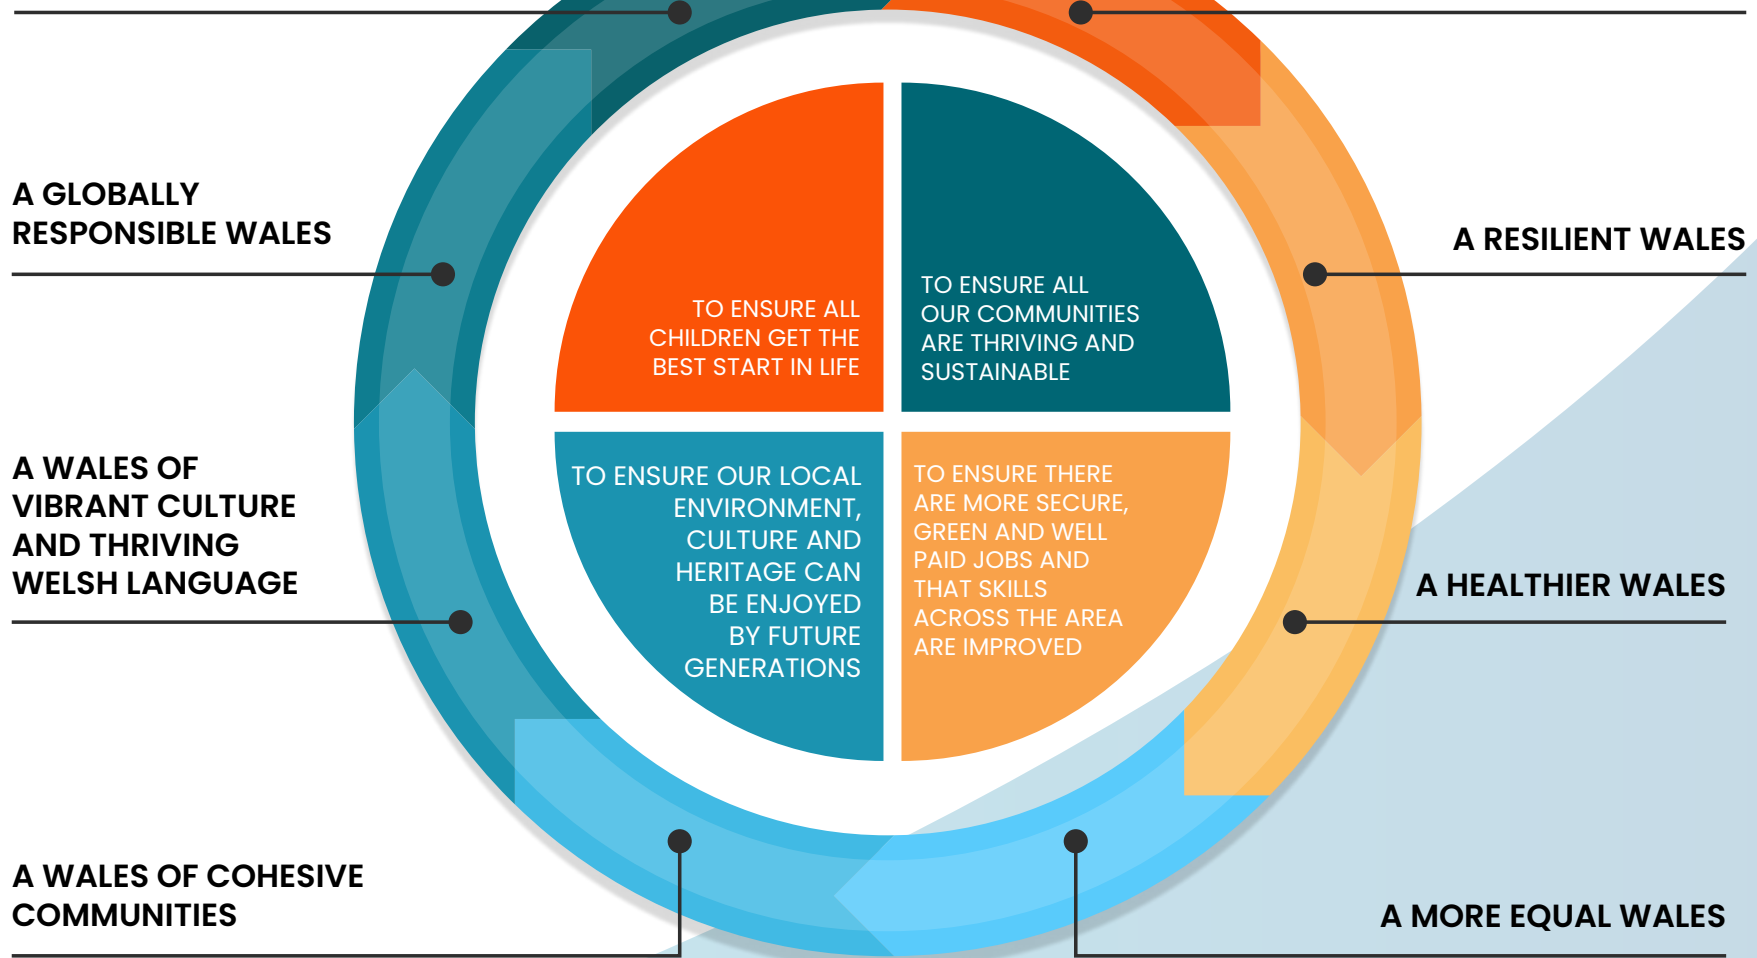 A GLOBALLY
RESPONSIBLE WALES
A RESILIENT WALES
TO ENSURE ALL
CHILDREN GET THE
BEST START IN LIFE
TO ENSURE ALL
OUR COMMUNITIES
ARE THRIVING AND
SUSTAINABLE
A WALES OF
VIBRANT CULTURE
AND THRIVING
WELSH LANGUAGE
TO ENSURE OUR LOCAL
ENVIRONMENT,
CULTURE AND
HERITAGE CAN
BE ENJOYED
BY FUTURE
GENERATIONS
TO ENSURE THERE
ARE MORE SECURE,
GREEN AND WELL
PAID JOBS AND
THAT SKILLS
ACROSS THE AREA
ARE IMPROVED
A HEALTHIER WALES
A WALES OF COHESIVE
COMMUNITIES
A MORE EQUAL WALES